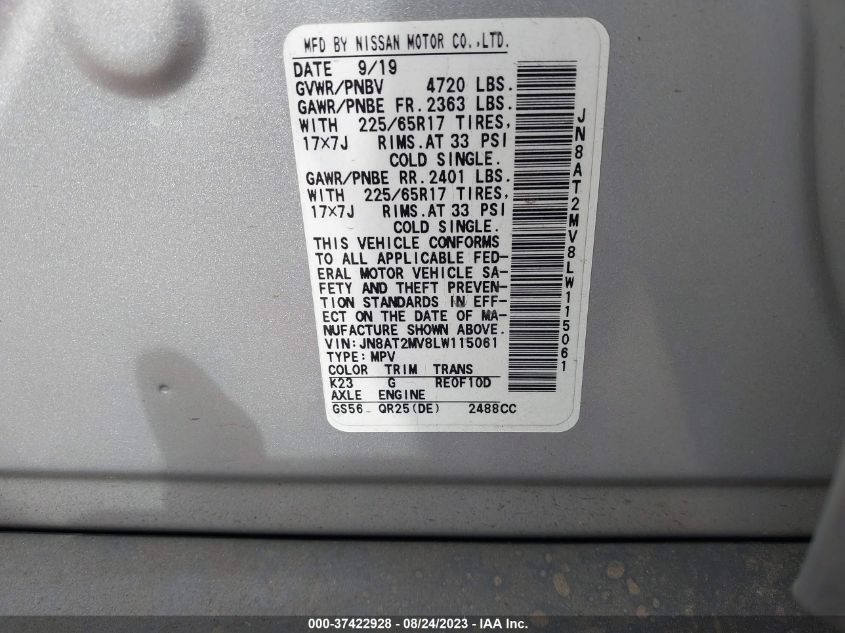 MFD BY NISSAN MOTOR CO.,LTD.
DATE 9/19
GVWR/PNBV 4720 LBS.
GAWR/PNBE FR.2363 LBS.
WITH 225/65R17 TIRES,
17X7J RIMS.AT 33 PSI
COLD SINGLE.
GAWR/PNBE RR.2401 LBS.
WITH 225/65R17 TIRES,
17X7J RIMS.AT 33 PSI
COLD SINGLE.
THIS VEHICLE CONFORMS
TO ALL APPLICABLE FED-
ERAL MOTOR VEHICLE SA-
FETY AND THEFT PREVEN-
TION STANDARDS IN EFF-
ECT ON THE DATE OF MA-
NUFACTURE SHOWN ABOVE.
VIN:JN8AT2MV8LW115061
TYPE:MPV
COLOR TRIM TRANS
K23 G RE0F10D
AXLE ENGINE
GS56 QR25(DE) 2488CC
JN8AT2MV8LW115061
000-37422928 - 08/24/2023 - Copyright IAA, Inc.